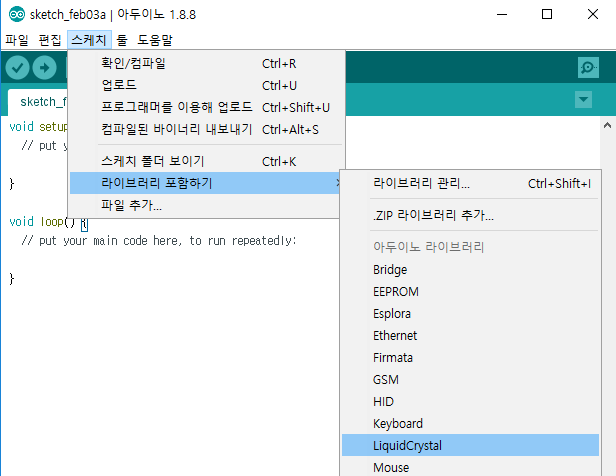 sketch_feb03a | 아두이노 1.8.8
파일 편집 스케치 툴 도움말
확인/컴파일 Ctrl+R
업로드 Ctrl+U
프로그래머를 이용해 업로드 Ctrl+Shift+U
컴파일된 바이너리 내보내기 Ctrl+Alt+S
스케치 폴더 보이기 Ctrl+K
라이브러리 포함하기
파일 추가...
라이브러리 관리... Ctrl+Shift+I
.ZIP 라이브러리 추가...
아두이노 라이브러리
Bridge
EEPROM
Esplora
Ethernet
Firmata
GSM
HID
Keyboard
LiquidCrystal
Mouse
sketch_fe
void setup
// put y
}
void loop() {
// put your main code here, to run repeatedly:
}